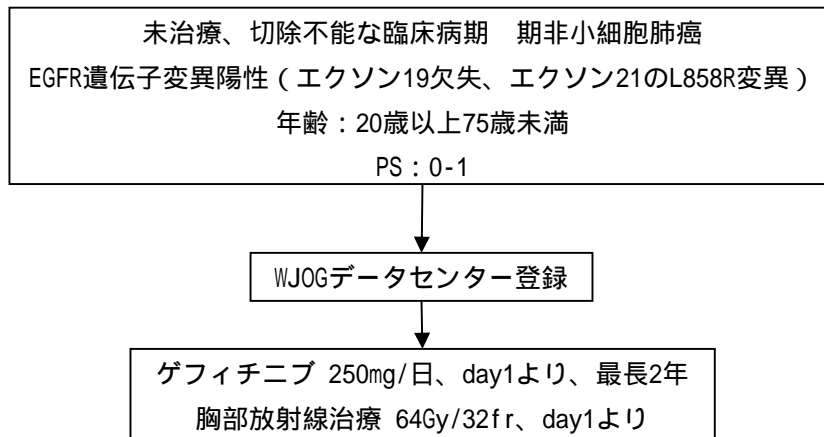 未治療、切除不能な臨床病期　期非小細胞肺癌
EGFR遺伝子変異陽性（エクソン19欠失、エクソン21のL858R変異）
年齢：20歳以上75歳未満
PS：0-1
WJOGデータセンター登録
ゲフィチニブ 250mg/日、day1より、最長2年
胸部放射線治療 64Gy/32fr、day1より